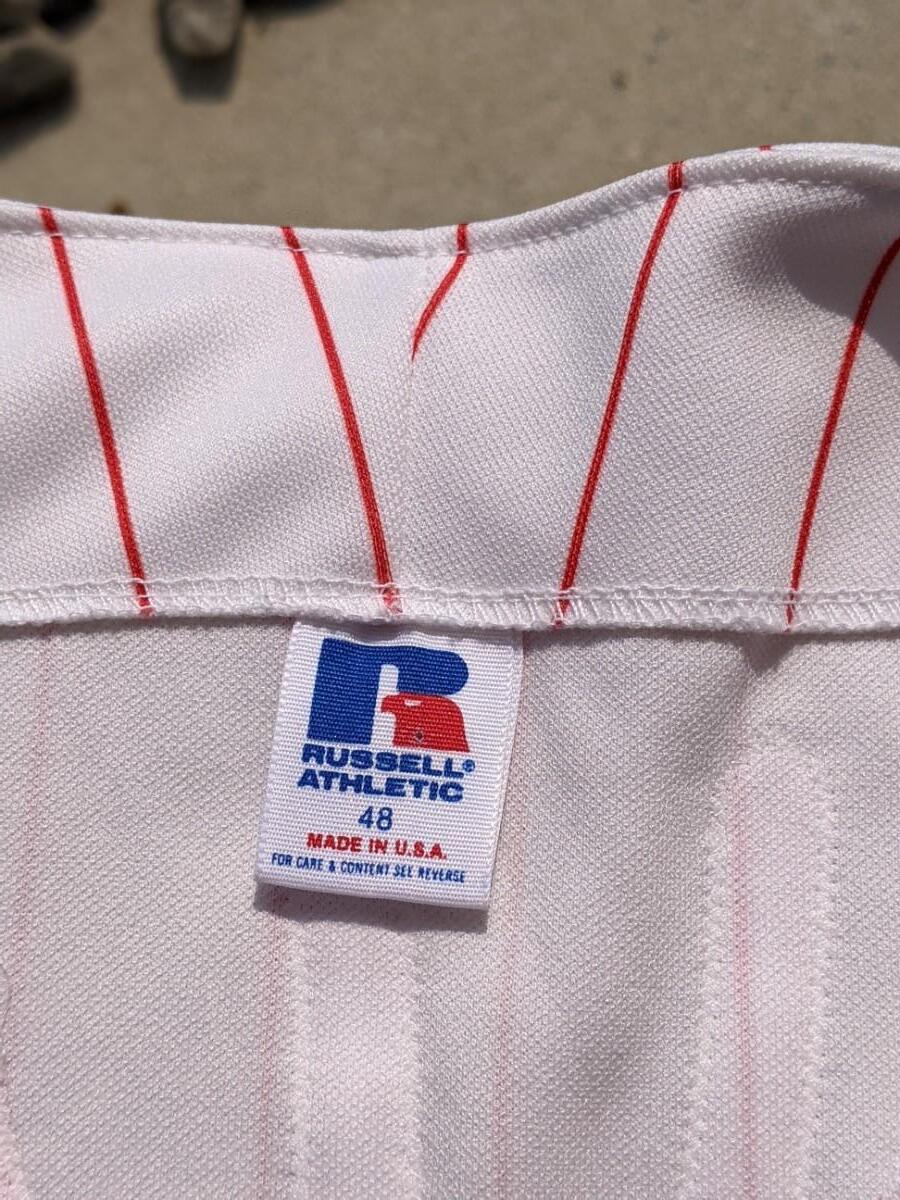 RUSSELL®
ATHLETIC
48
MADE IN U.S.A.
FOR CARE & CONTENT SEE REVERSE